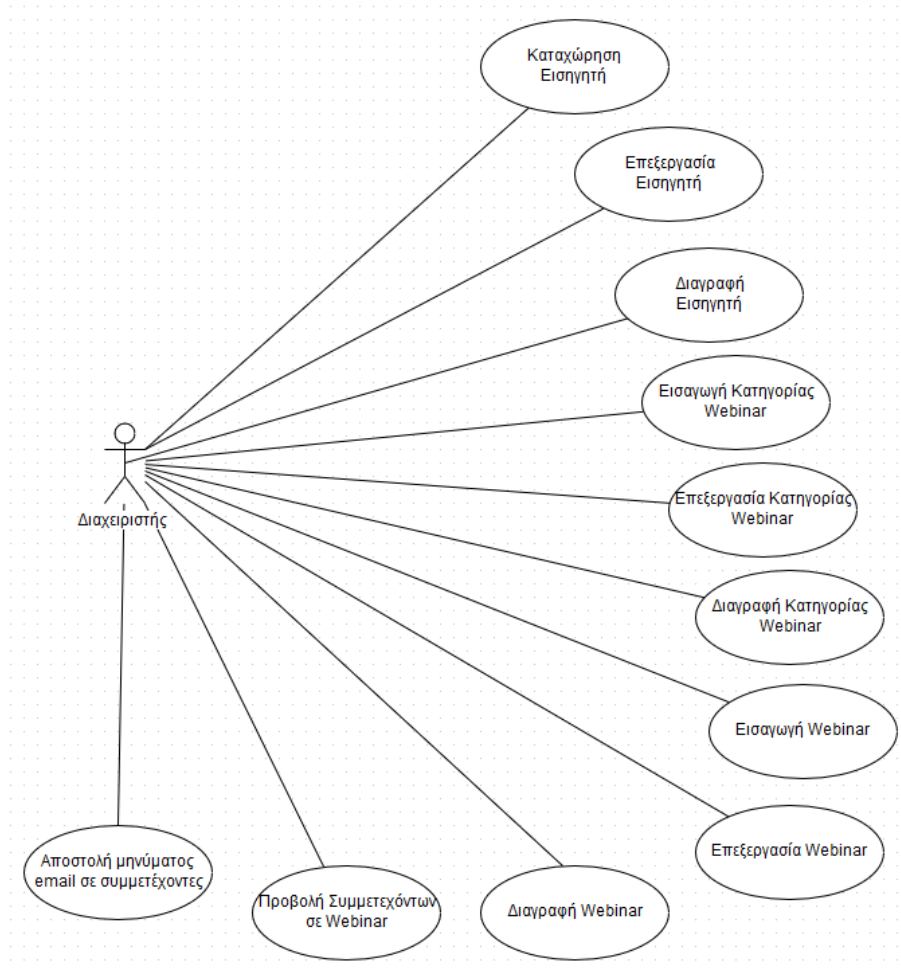 Καταχώρηση
Εισηγητή
Επεξεργασία
Εισηγητή
Διαγραφή
Εισηγητή
Εισαγωγή Κατηγορίας
Webinar
Επεξεργασία Κατηγορίας
Webinar
Διαγραφή Κατηγορίας
Webinar
Εισαγωγή Webinar
Επεξεργασία Webinar
Διαγραφή Webinar
Προβολή Συμμετεχόντων
σε Webinar
Αποστολή μηνύματος
email σε συμμετέχοντες
Διαχειριστής